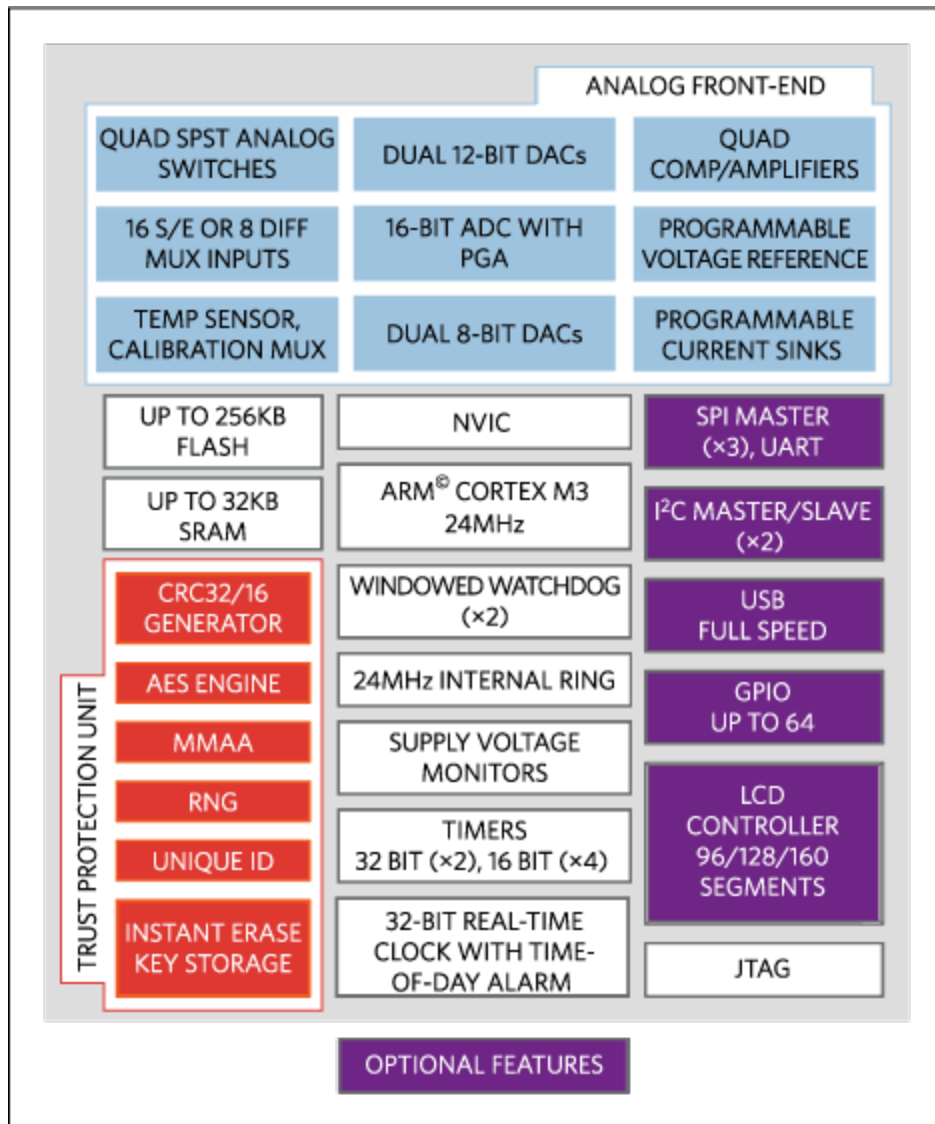 ANALOG FRONT-END
QUAD SPST ANALOG
SWITCHES
DUAL 12-BIT DACs
QUAD
COMP/AMPLIFIERS
16 S/E OR 8 DIFF
MUX INPUTS
16-BIT ADC WITH
PGA
PROGRAMMABLE
VOLTAGE REFERENCE
TEMP SENSOR,
CALIBRATION MUX
DUAL 8-BIT DACs
PROGRAMMABLE
CURRENT SINKS
UP TO 256KB
FLASH
UP TO 32KB
SRAM
TRUST PROTECTION UNIT
CRC32/16
GENERATOR
AES ENGINE
MMAA
RNG
UNIQUE ID
INSTANT ERASE
KEY STORAGE
NVIC
ARM© CORTEX M3
24MHz
WINDOWED WATCHDOG
(×2)
24MHz INTERNAL RING
SUPPLY VOLTAGE
MONITORS
TIMERS
32 BIT (×2), 16 BIT (×4)
32-BIT REAL-TIME
CLOCK WITH TIME-
OF-DAY ALARM
SPI MASTER
(×3), UART
I²C MASTER/SLAVE
(×2)
USB
FULL SPEED
GPIO
UP TO 64
LCD
CONTROLLER
96/128/160
SEGMENTS
JTAG
OPTIONAL FEATURES